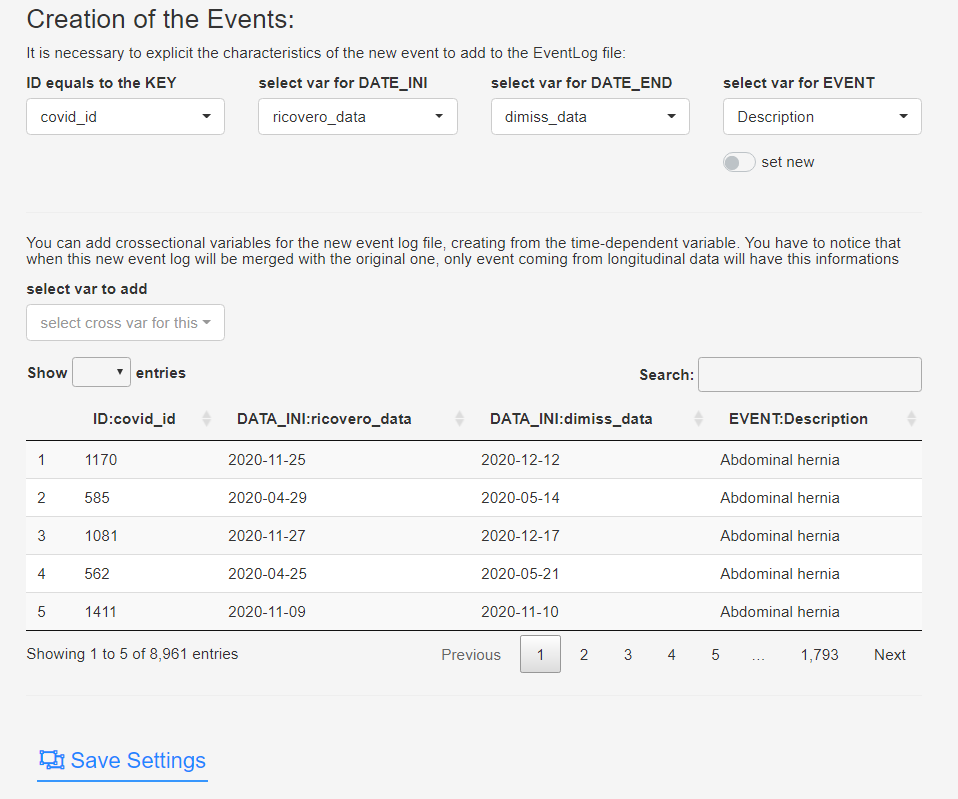 Creation of the Events:
It is necessary to explicit the characteristics of the new event to add to the EventLog file:
ID equals to the KEY select var for DATE_INI select var for DATE_END select var for EVENT
covid_id ricovero_data dimiss_data Description
set new
You can add crossectional variables for the new event log file, creating from the time-dependent variable. You have to notice that
when this new event log will be merged with the original one, only event coming from longitudinal data will have this informations
select var to add
select cross var for this
Show entries Search:
ID:covid_id DATA_INI:ricovero_data DATA_INI:dimiss_data EVENT:Description
1 1170 2020-11-25 2020-12-12 Abdominal hernia
2 585 2020-04-29 2020-05-14 Abdominal hernia
3 1081 2020-11-27 2020-12-17 Abdominal hernia
4 562 2020-04-25 2020-05-21 Abdominal hernia
5 1411 2020-11-09 2020-11-10 Abdominal hernia
Showing 1 to 5 of 8,961 entries Previous 1 2 3 4 5 … 1,793 Next
Save Settings